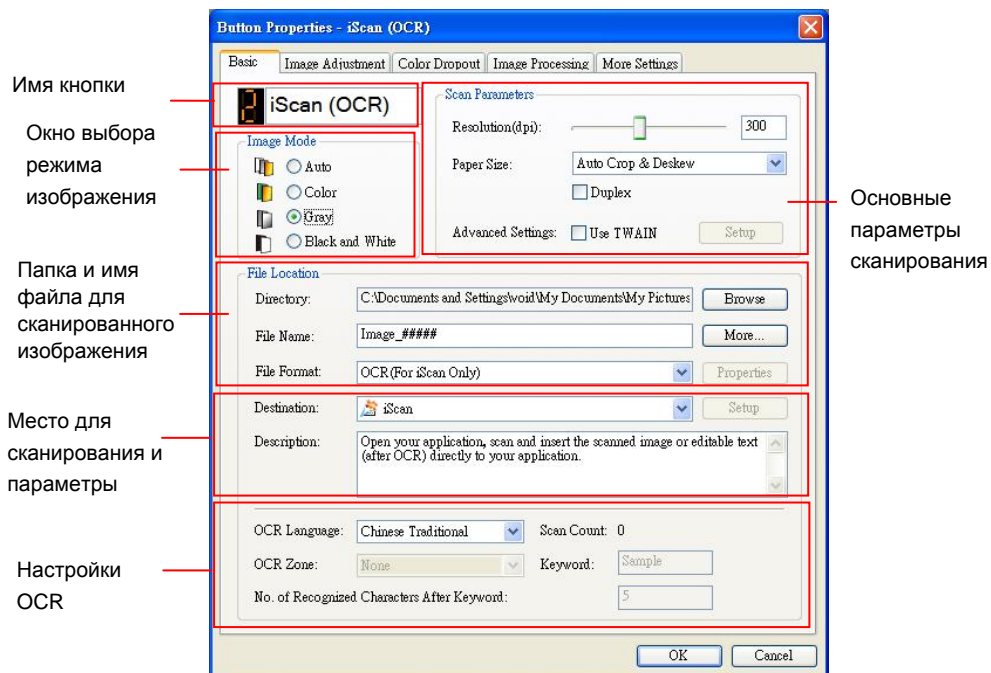 Button Properties - iScan (OCR)
Basic
Image Adjustment
Color Dropout
Image Processing
More Settings
Имя кнопки
iScan (OCR)
Окно выбора
режима
изображения
Image Mode
Auto
Color
Gray
Black and White
Scan Parameters
Resolution(dpi):
300
Paper Size:
Auto Crop & Deskew
Duplex
Advanced Settings:
Use TWAIN
Setup
Основные
параметры
сканирования
Папка и имя
файла для
сканированного
изображения
File Location
Directory:
C:\Documents and Settings\void\My Documents\My Pictures
Browse
File Name:
Image_#####
More...
File Format:
OCR(For iScan Only)
Properties
Место для
сканирования и
параметры
Destination:
iScan
Setup
Description:
Open your application, scan and insert the scanned image or editable text
(after OCR) directly to your application.
Настройки
OCR
OCR Language:
Chinese Traditional
Scan Count: 0
OCR Zone:
None
Keyword:
Sample
No. of Recognized Characters After Keyword:
5
OK
Cancel